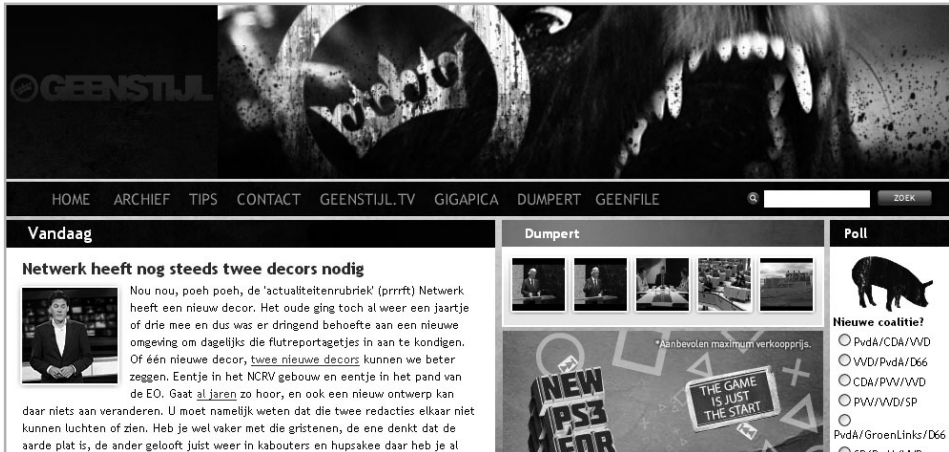 GEENSTIJL
HOME ARCHIEF TIPS CONTACT GEENSTIJL.TV GIGAPICA DUMPERT GEENFILE ZOEK
Vandaag
Netwerk heeft nog steeds twee decors nodig
Nou nou, poeh poeh, de 'actualiteitenrubriek' (prrrft) Netwerk
heeft een nieuw decor. Het oude ging toch al weer een jaartje
of drie mee en dus was er dringend behoefte aan een nieuwe
omgeving om dagelijks die flutreportagetjes in aan te kondigen.
Of één nieuwe decor, twee nieuwe decors kunnen we beter
zeggen. Eentje in het NCRV gebouw en eentje in het pand van
de EO. Gaat al jaren zo hoor, en ook een nieuw ontwerp kan
daar niets aan veranderen. U moet namelijk weten dat die twee redacties elkaar niet
kunnen luchten of zien. Heb je wel vaker met die gristenen, de ene denkt dat de
aarde plat is, de ander gelooft juist weer in kabouters en hupsakee daar heb je al
Dumpert
*Aanbevolen maximum verkoopprijs.
NEW
PS3
FOR
THE GAME
IS JUST
THE START
Poll
Nieuwe coalitie?
PvdA/CDA/VVD
VVD/PvdA/D66
CDA/PVV/VVD
PVV/VVD/SP
PvdA/GroenLinks/D66